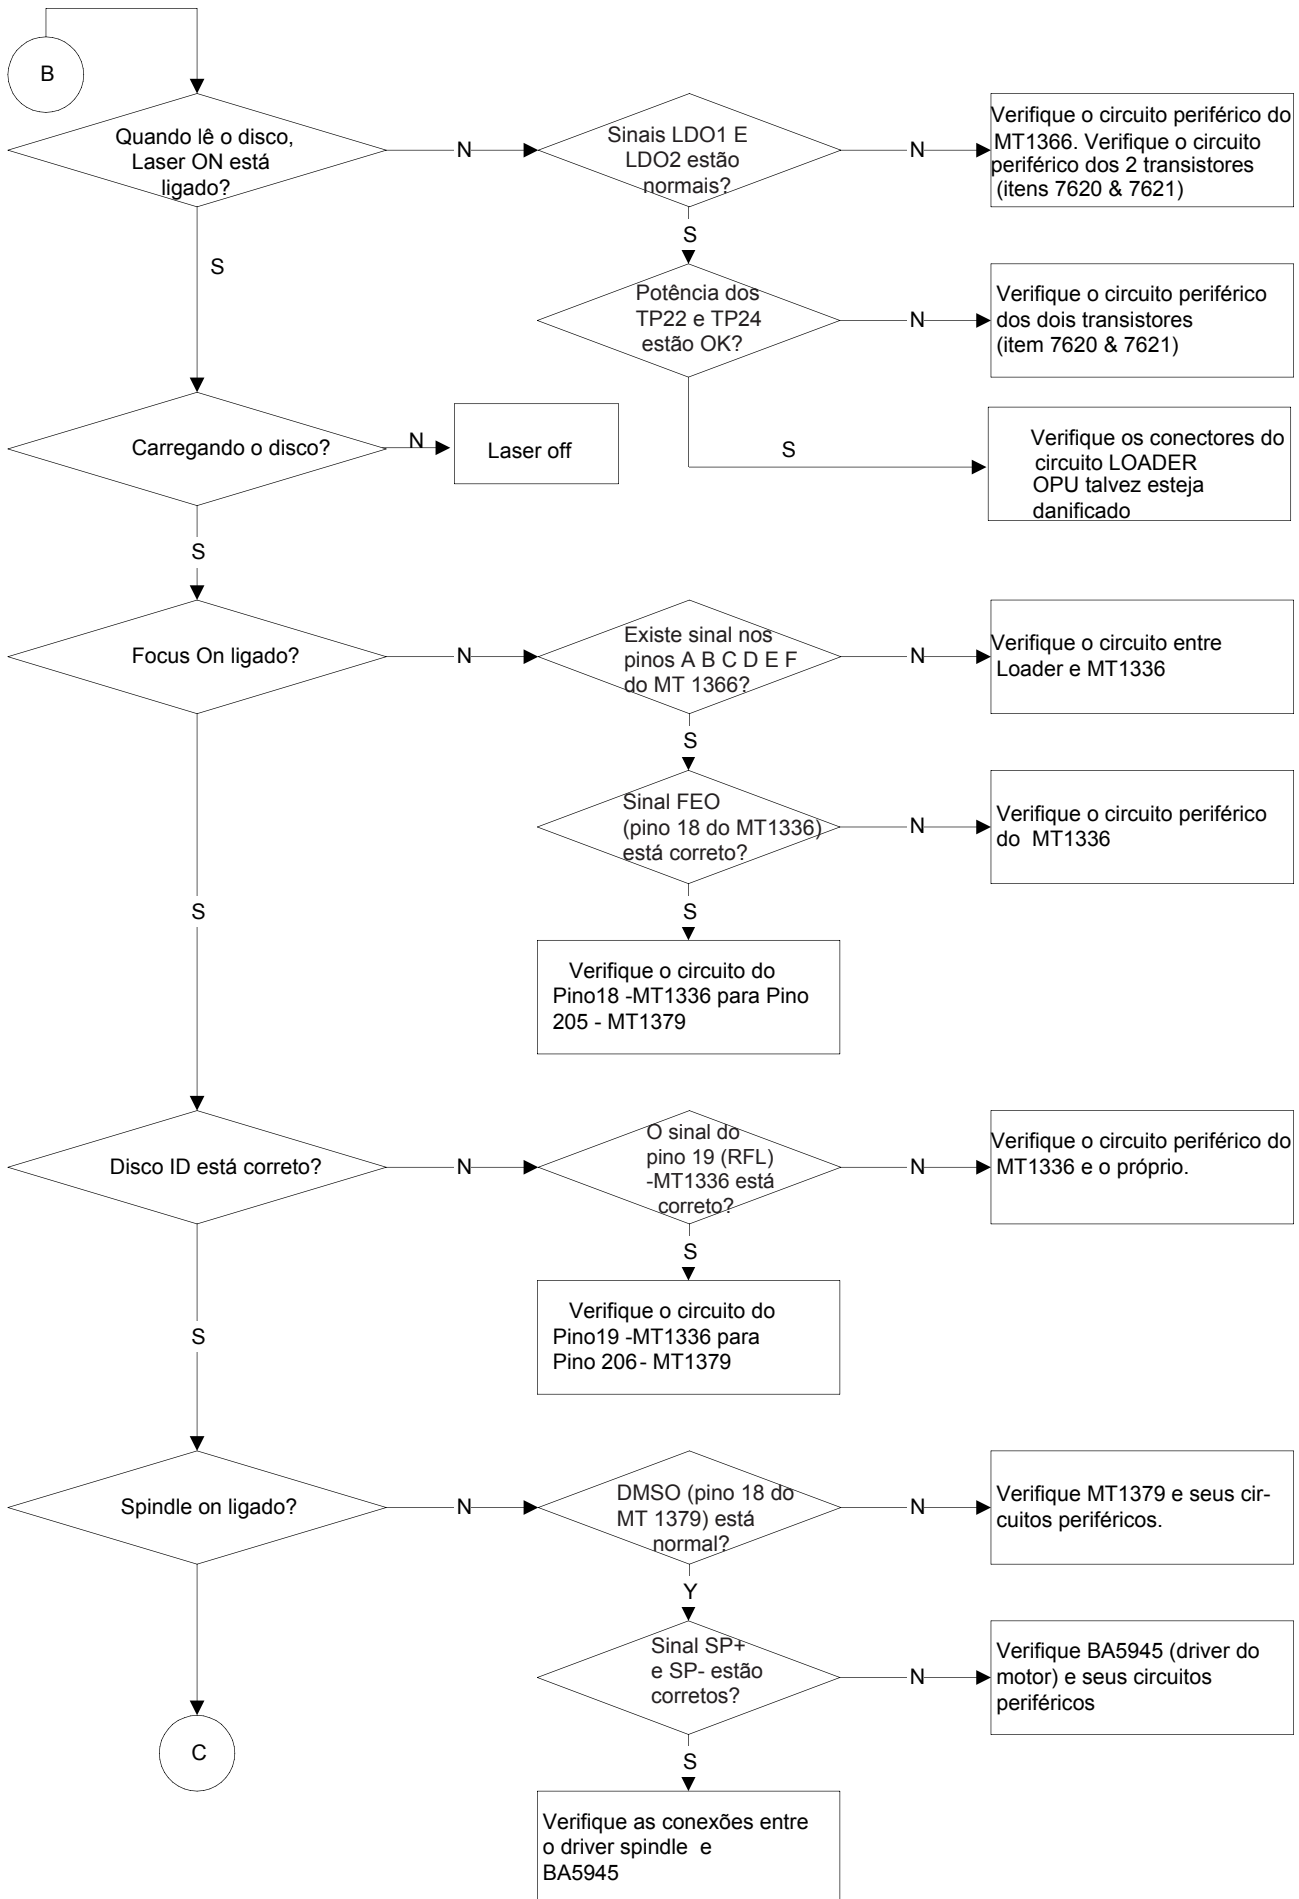 B
Quando lê o disco,
Laser ON está
ligado?
N
Sinais LDO1 E
LDO2 estão
normais?
N
Verifique o circuito periférico do
MT1366. Verifique o circuito
periférico dos 2 transistores
(itens 7620 & 7621)
S
S
Potência dos
TP22 e TP24
estão OK?
N
Verifique o circuito periférico
dos dois transistores
(item 7620 & 7621)
Carregando o disco?
N
Laser off
S
Verifique os conectores do
circuito LOADER
OPU talvez esteja
danificado
S
Focus On ligado?
N
Existe sinal nos
pinos A B C D E F
do MT 1366?
N
Verifique o circuito entre
Loader e MT1336
S
Sinal FEO
(pino 18 do MT1336)
está correto?
N
Verifique o circuito periférico
do MT1336
S
S
Verifique o circuito do
Pino18 -MT1336 para Pino
205 - MT1379
Disco ID está correto?
N
O sinal do
pino 19 (RFL)
-MT1336 está
correto?
N
Verifique o circuito periférico do
MT1336 e o próprio.
S
S
Verifique o circuito do
Pino19 -MT1336 para
Pino 206 - MT1379
Spindle on ligado?
N
DMSO (pino 18 do
MT 1379) está
normal?
N
Verifique MT1379 e seus cir-
cuitos periféricos.
Y
Sinal SP+
e SP- estão
corretos?
N
Verifique BA5945 (driver do
motor) e seus circuitos
periféricos
C
S
Verifique as conexões entre
o driver spindle e
BA5945